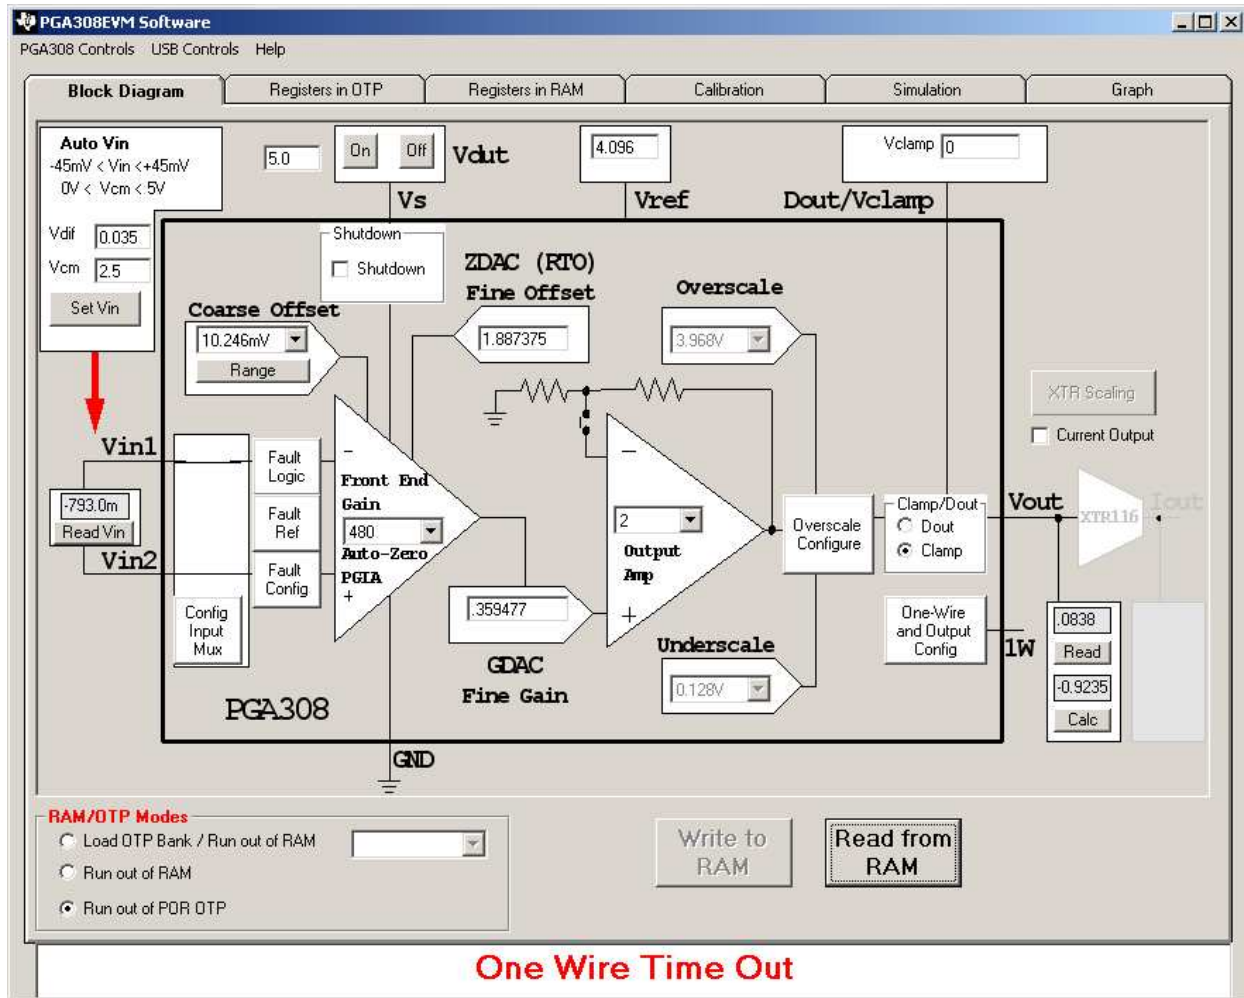 PGA308EVM Software
PGA308 Controls USB Controls Help
Block Diagram
Registers in OTP
Registers in RAM
Calibration
Simulation
Graph
Auto Vin
-45mV < Vin <+45mV
0V < Vcm < 5V
Vdif 0.035
Vcm 2.5
Set Vin
5.0
On Off
Vdut
Vs
4.096
Vref
Vclamp 0
Dout/Vclamp
Shutdown
Shutdown
ZDAC (RTO)
Fine Offset
1.887375
Overscale
3.968V
Coarse Offset
10.246mV
Range
XTR Scaling
Current Output
Vin1
-793.0m
Read Vin
Vin2
Fault
Logic
Fault
Ref
Fault
Config
Config
Input
Mux
-
Front End
Gain
480
Auto-Zero
PGIA
+
.359477
GDAC
Fine Gain
-
2
Output
Amp
+
Underscale
0.128V
Overscale
Configure
Clamp/Dout
Dout
Clamp
One-Wire
and Output
Config
1W
Vout
XTR116
Iout
.0838
Read
-0.9235
Calc
PGA308
GND
RAM/OTP Modes
Load OTP Bank / Run out of RAM
Run out of RAM
Run out of POR OTP
Write to
RAM
Read from
RAM
One Wire Time Out